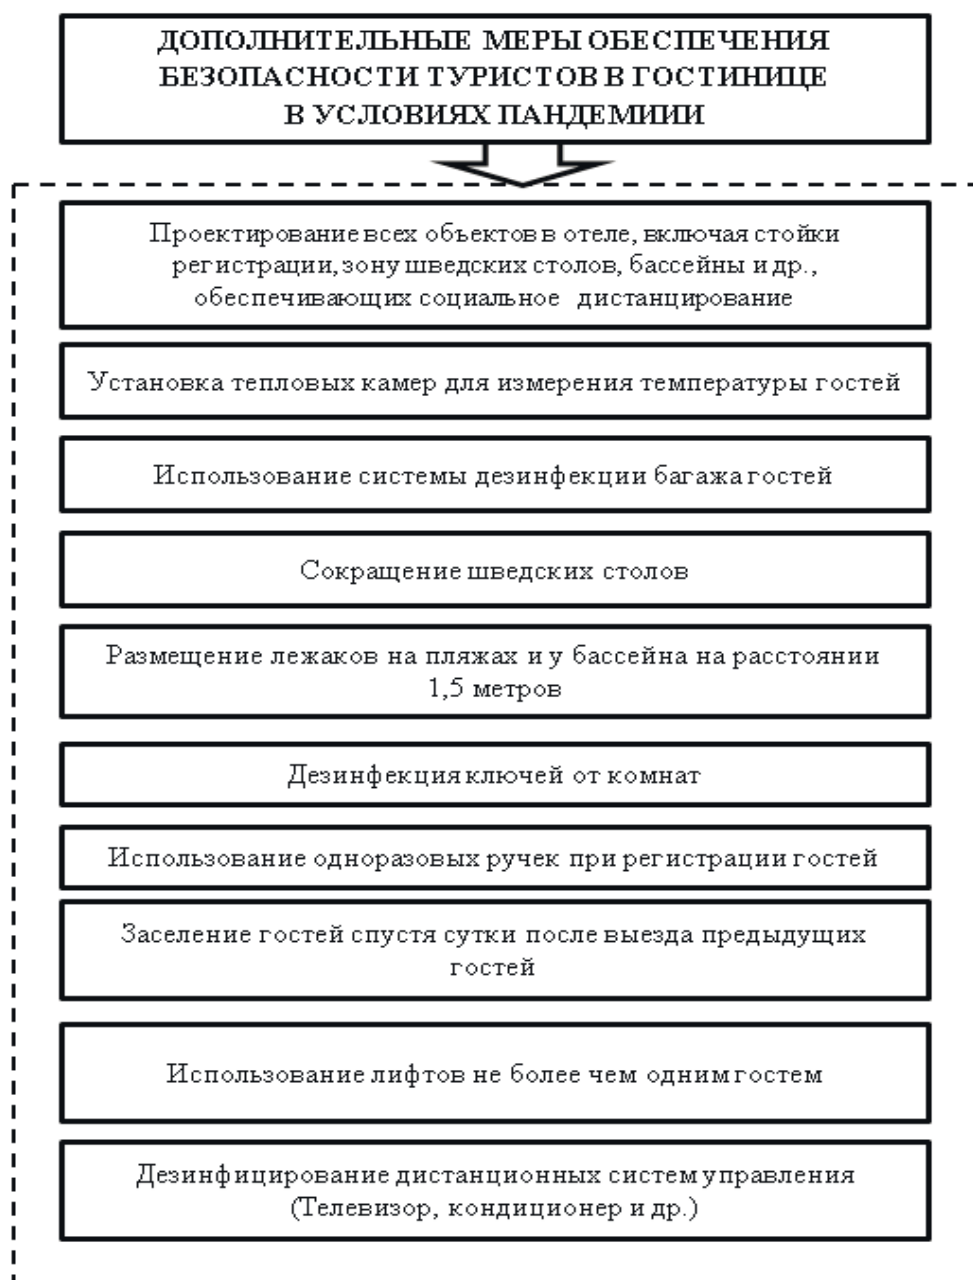 ДОПОЛНИТЕЛЬНЫЕ МЕРЫ ОБЕСПЕЧЕНИЯ
БЕЗОПАСНОСТИ ТУРИСТОВ В ГОСТИНИЦЕ
В УСЛОВИЯХ ПАНДЕМИИИ
Проектирование всех объектов в отеле, включая стойки
регистрации, зону шведских столов, бассейны и др.,
обеспечивающих социальное дистанцирование
Установка тепловых камер для измерения температуры гостей
Использование системы дезинфекции багажа гостей
Сокращение шведских столов
Размещение лежаков на пляжах и у бассейна на расстоянии
1,5 метров
Дезинфекция ключей от комнат
Использование одноразовых ручек при регистрации гостей
Заселение гостей спустя сутки после выезда предыдущих
гостей
Использование лифтов не более чем одним гостем
Дезинфицирование дистанционных систем управления
(Телевизор, кондиционер и др.)